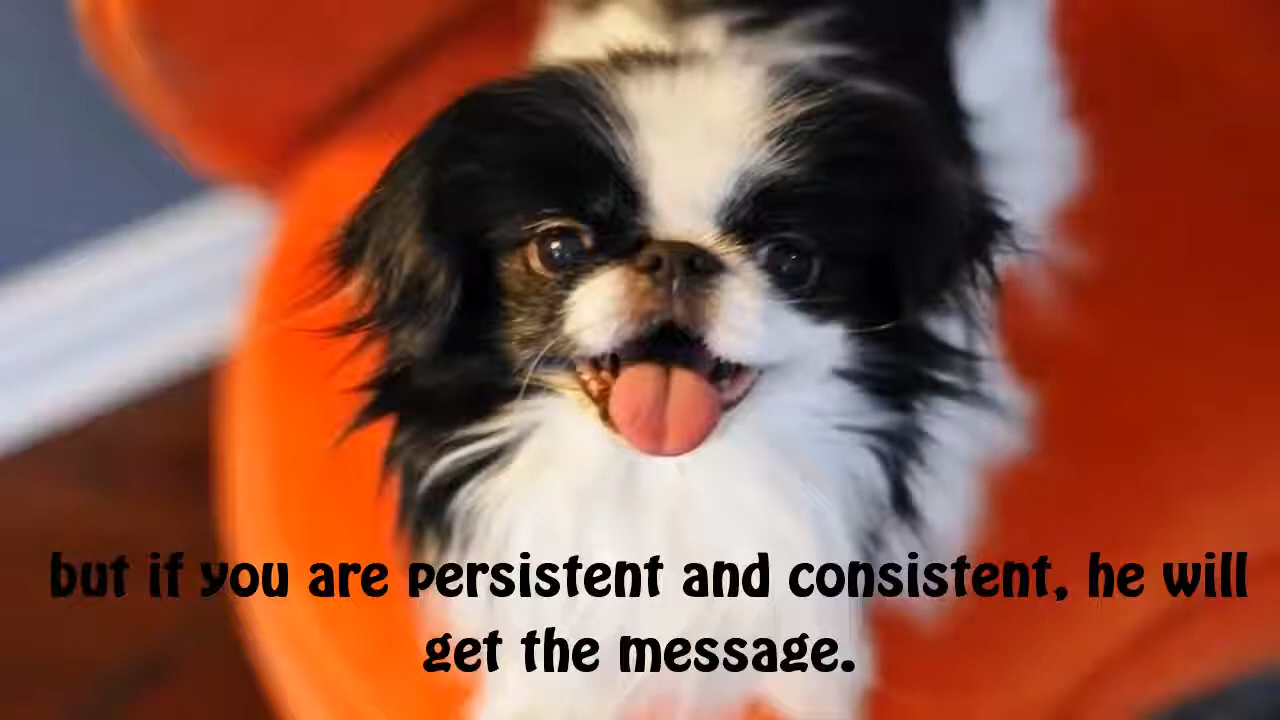 but if you are persistent and consistent, he will
get the message.